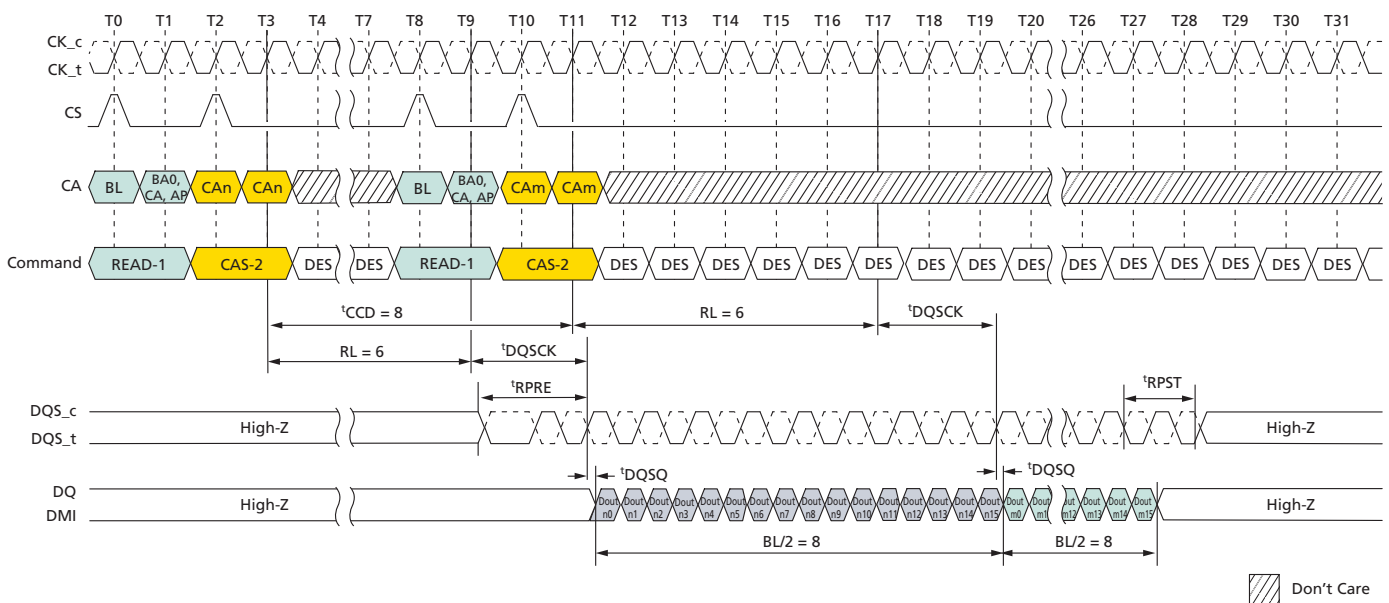 T0 T1 T2 T3 T4 T7 T8 T9 T10 T11 T12 T13 T14 T15 T16 T17 T18 T19 T20 T26 T27 T28 T29 T30 T31
CK_c
CK_t
CS
CA
BL
BA0,
CA, AP
CAn
CAn
BL
BA0,
CA, AP
CAm
CAm
Command
READ-1 CAS-2 DES DES READ-1 CAS-2 DES DES DES DES DES DES DES DES DES DES DES DES DES DES DES
tCCD = 8 RL = 6 tDQSCK
RL = 6 tDQSCK
tRPRE tRPST
DQS_c
DQS_t
High-Z High-Z
tDQSQ tDQSQ
DQ
DMI
High-Z
Dout Dout Dout Dout Dout Dout Dout Dout Dout Dout Dout Dout Dout Dout Dout Dout Dout Dout Dout Dout Dout Dout
n0 n1 n2 n3 n4 n5 n6 n7 n8 n9 n10 n11 n12 n13 n14 n15 m0 m1 m12 m13 m14 m15
High-Z
BL/2 = 8 BL/2 = 8
Don't Care